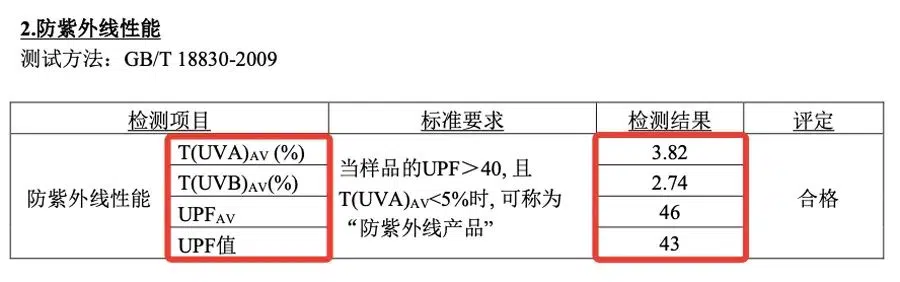 2.防紫外线性能
测试方法：GB/T 18830-2009
检测项目 标准要求 检测结果 评定
防紫外线性能
T(UVA)AV (%) 3.82
T(UVB)AV(%) 2.74
UPFAV 46
UPF值 43
当样品的UPF＞40, 且
T(UVA)AV<5%时, 可称为
“防紫外线产品”
合格